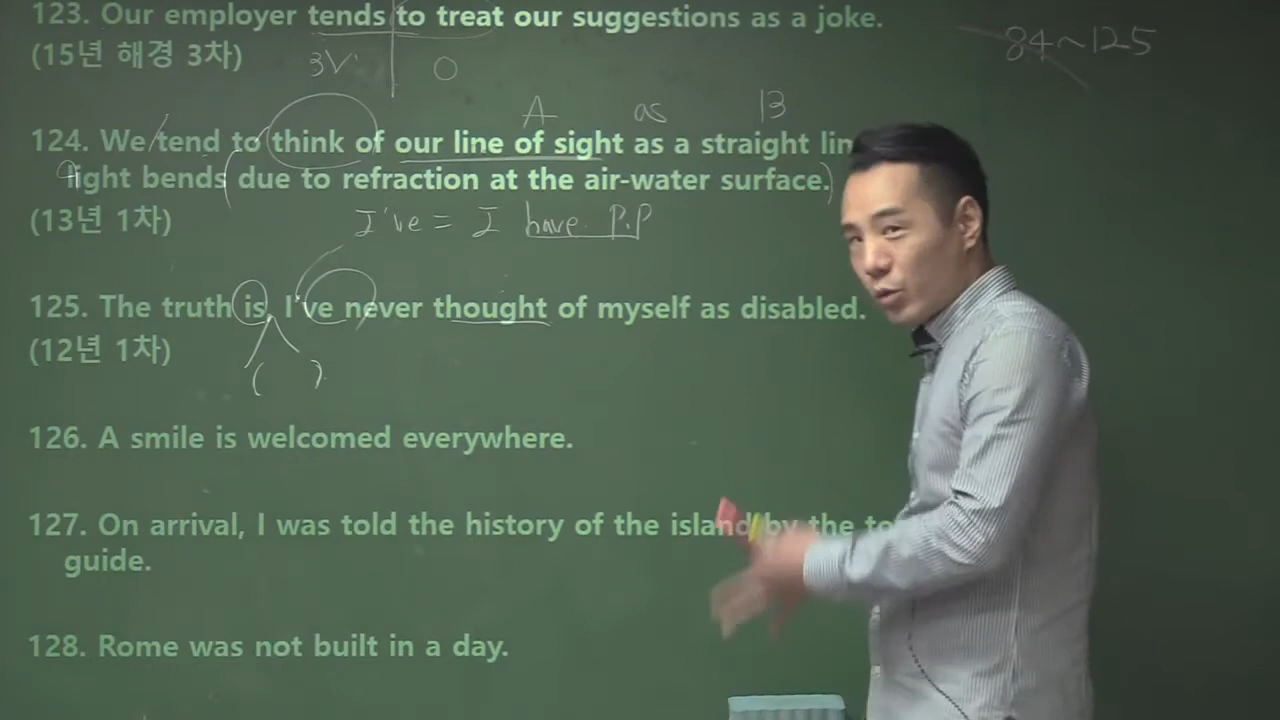 123. Our employer tends to treat our suggestions as a joke.
84~125
(15년 해경 3차)
3V
O
A as B
124. We tend to think of our line of sight as a straight lin
light bends due to refraction at the air-water surface.
(13년 1차)
I've = I have P.P
125. The truth is, I've never thought of myself as disabled.
(12년 1차)
126. A smile is welcomed everywhere.
127. On arrival, I was told the history of the island by the to
guide.
128. Rome was not built in a day.